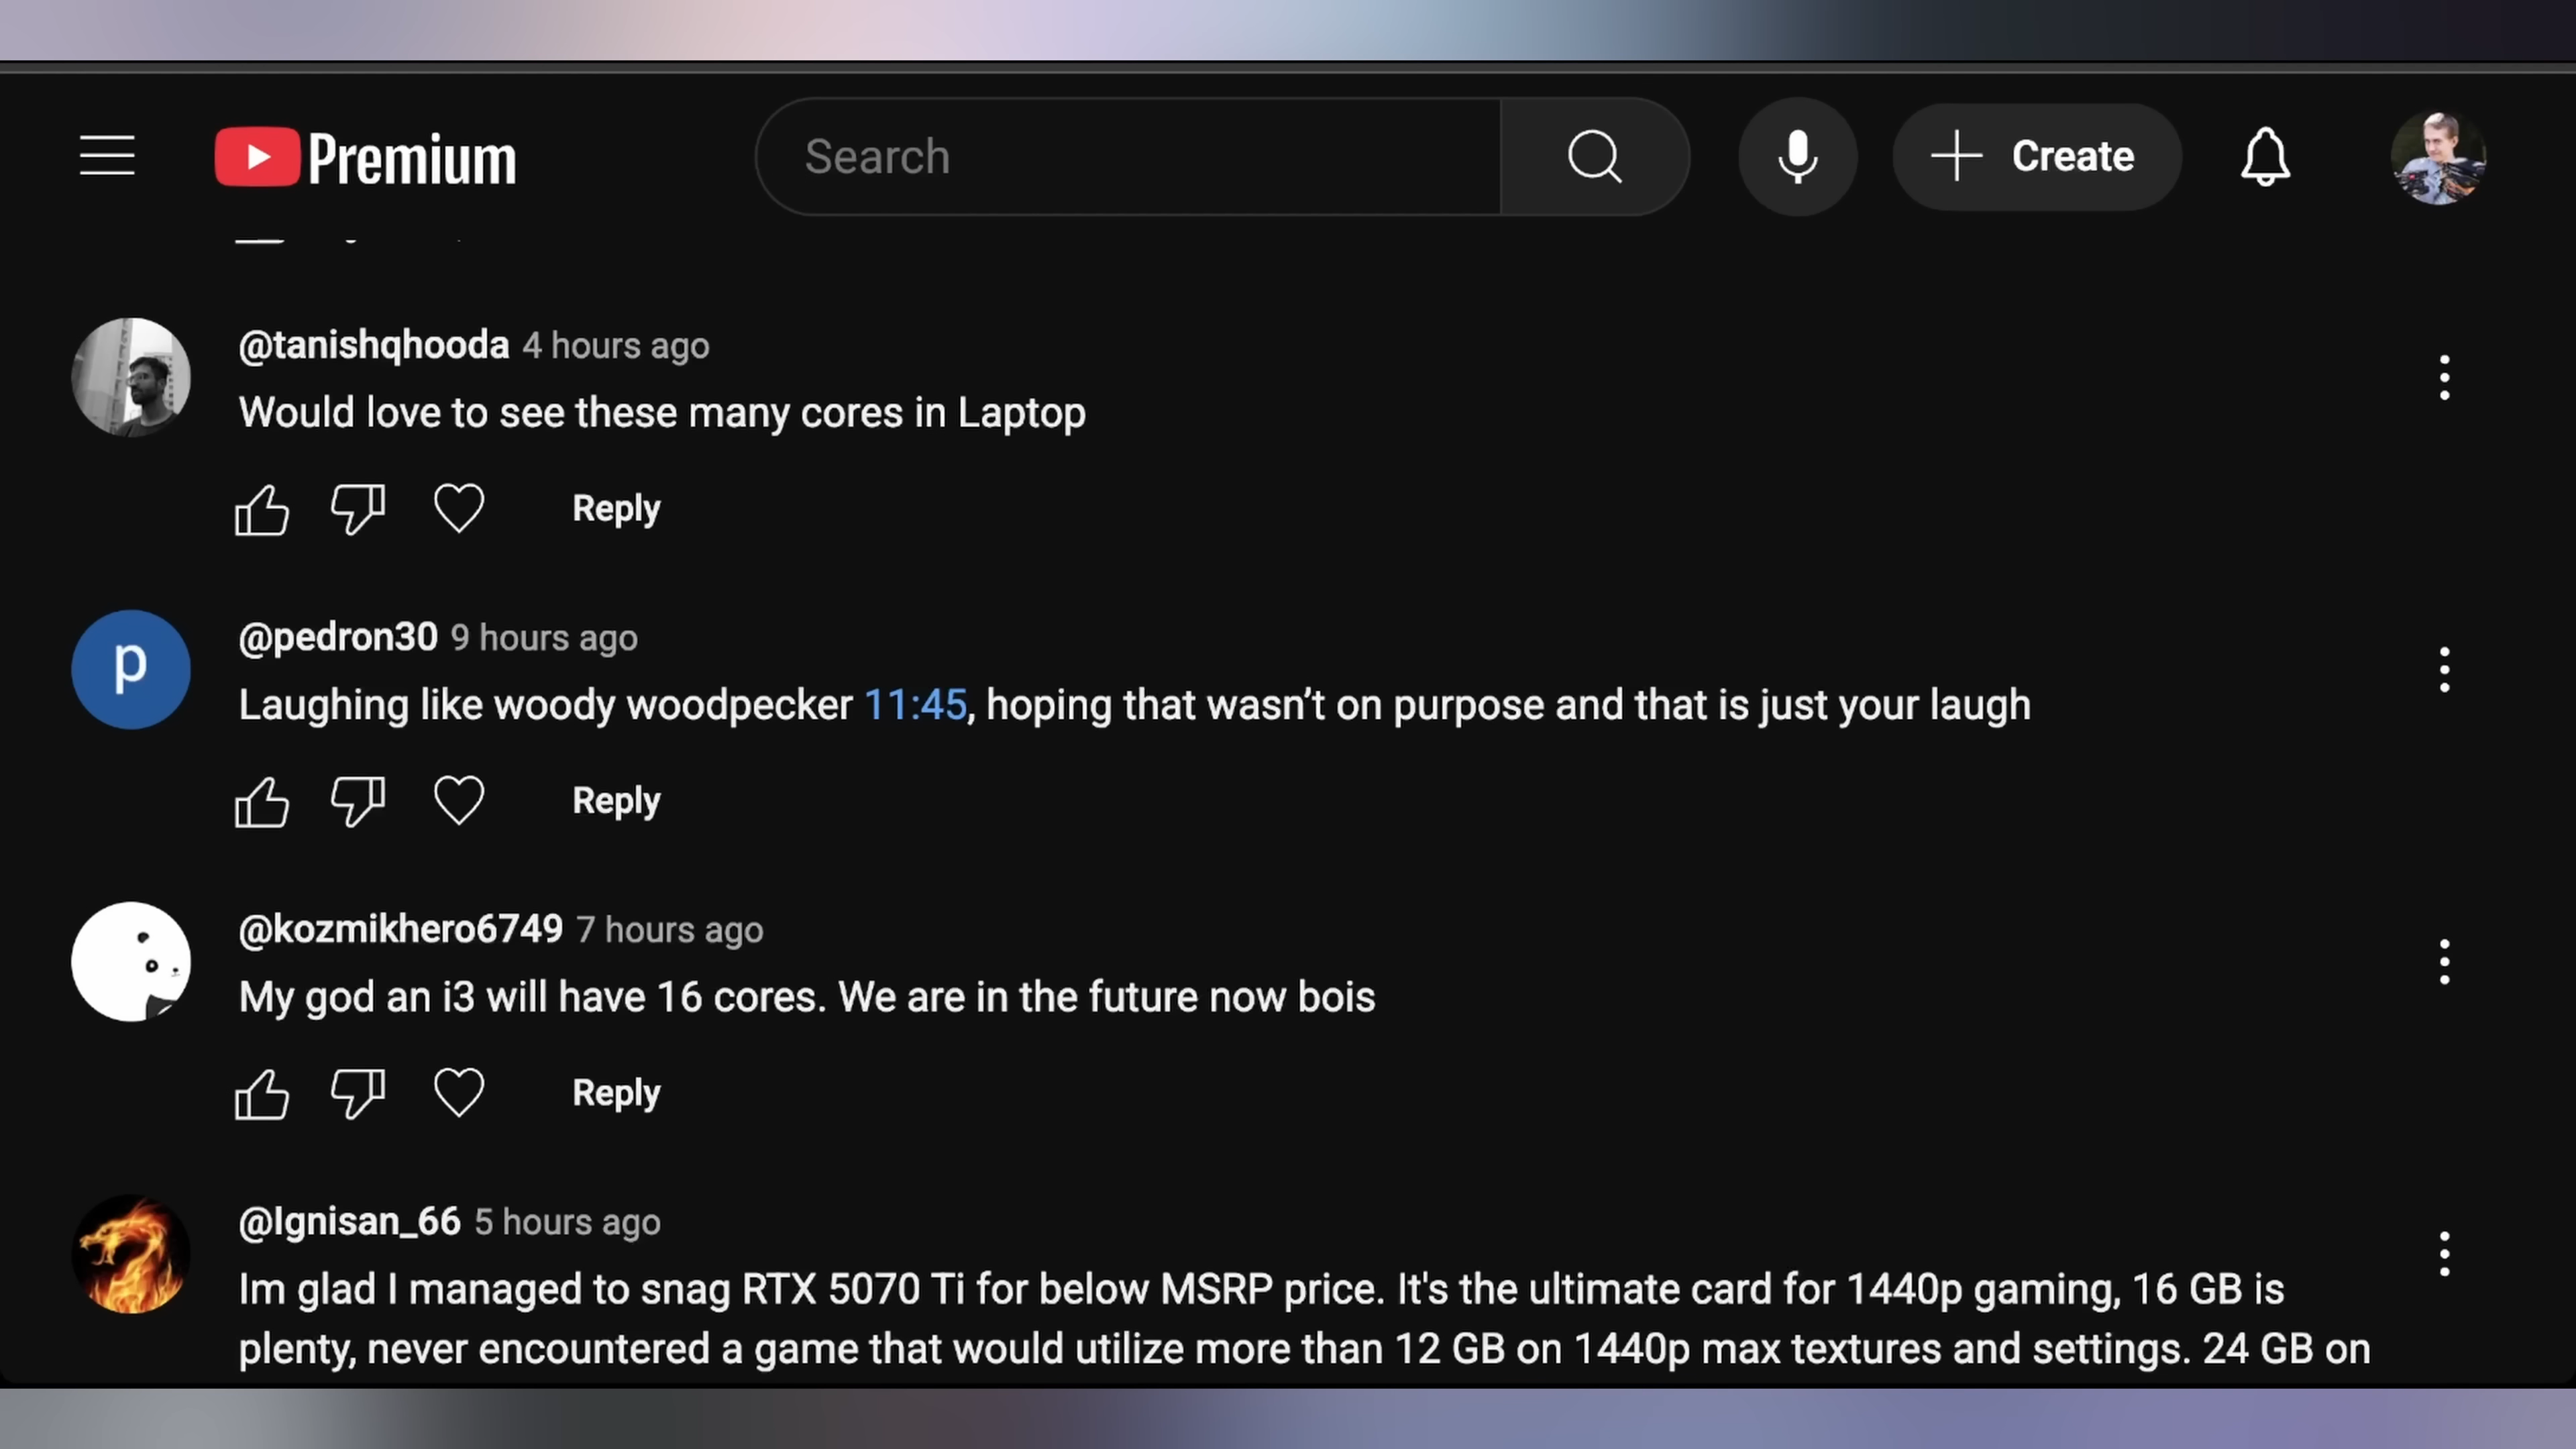 Premium
Search
Create
@tanishqhooda 4 hours ago
Would love to see these many cores in Laptop
Reply
p
@pedron30 9 hours ago
Laughing like woody woodpecker 11:45, hoping that wasn’t on purpose and that is just your laugh
Reply
@kozmikhero6749 7 hours ago
My god an i3 will have 16 cores. We are in the future now bois
Reply
@Ignisan_66 5 hours ago
Im glad I managed to snag RTX 5070 Ti for below MSRP price. It's the ultimate card for 1440p gaming, 16 GB is
plenty, never encountered a game that would utilize more than 12 GB on 1440p max textures and settings. 24 GB on